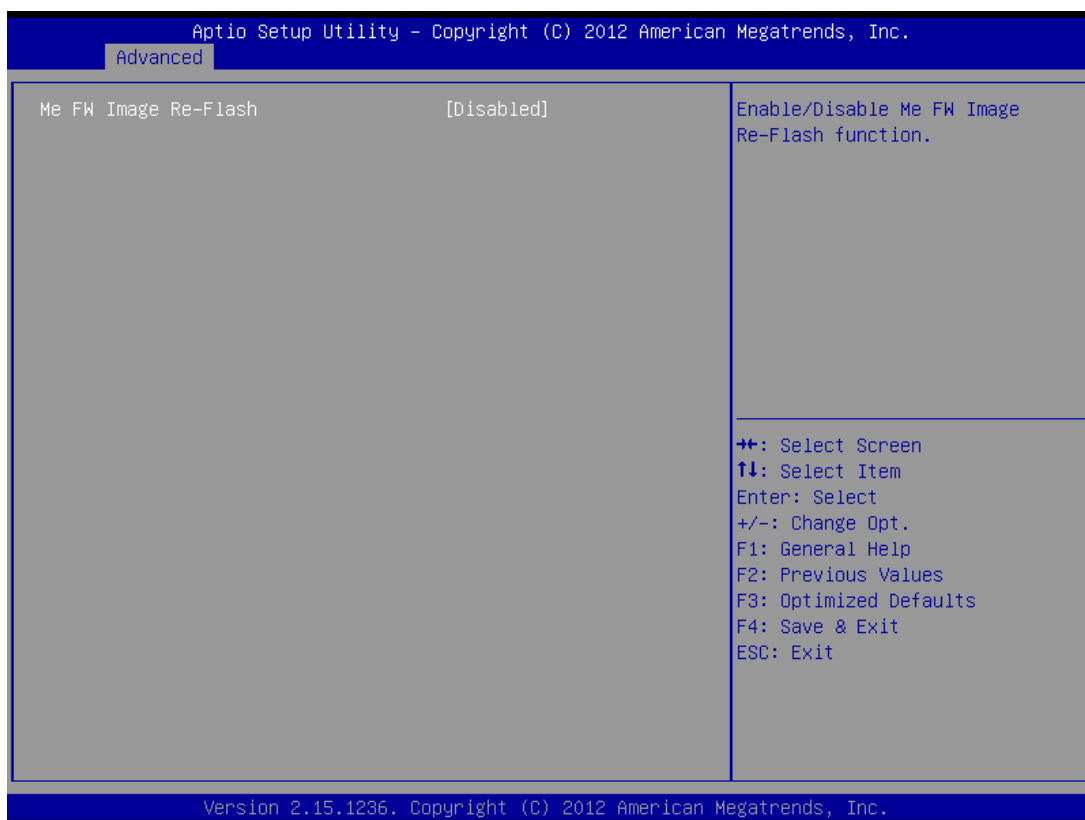 Aptio Setup Utility – Copyright (C) 2012 American Megatrends, Inc.
Advanced
Me FW Image Re–Flash [Disabled]
Enable/Disable Me FW Image
Re–Flash function.
→←: Select Screen
↑↓: Select Item
Enter: Select
+/–: Change Opt.
F1: General Help
F2: Previous Values
F3: Optimized Defaults
F4: Save & Exit
ESC: Exit
Version 2.15.1236. Copyright (C) 2012 American Megatrends, Inc.